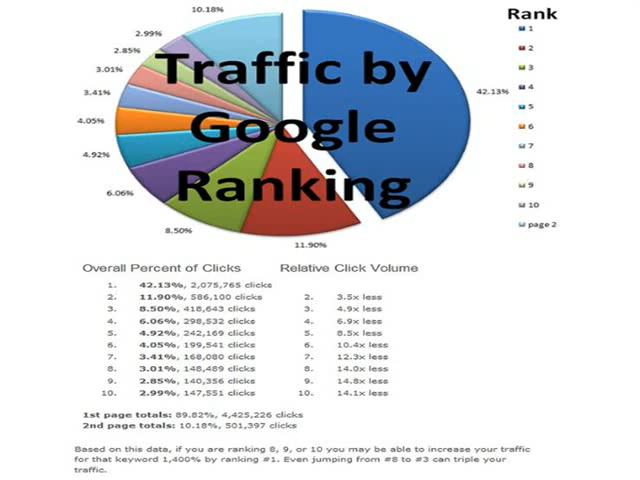 10.18%
Rank
2.99%
1
2.85%
2
Traffic by
3.01%
3
3.41%
42.13%
4
5
4.05%
Google
6
4.92%
7
Ranking
8
6.06%
9
10
8.50%
page 2
11.90%
Overall Percent of Clicks Relative Click Volume
1. 42.13%, 2,075,765 clicks
2. 11.90%, 586,100 clicks 2. 3.5x less
3. 8.50%, 418,643 clicks 3. 4.9x less
4. 6.06%, 298,532 clicks 4. 6.9x less
5. 4.92%, 242,169 clicks 5. 8.5x less
6. 4.05%, 199,541 clicks 6. 10.4x less
7. 3.41%, 168,080 clicks 7. 12.3x less
8. 3.01%, 148,489 clicks 8. 14.0x less
9. 2.85%, 140,356 clicks 9. 14.8x less
10. 2.99%, 147,551 clicks 10. 14.1x less
1st page totals: 89.82%, 4,425,226 clicks
2nd page totals: 10.18%, 501,397 clicks
Based on this data, if you are ranking 8, 9, or 10 you may be able to increase your traffic
for that keyword 1,400% by ranking #1. Even jumping from #8 to #3 can triple your
traffic.